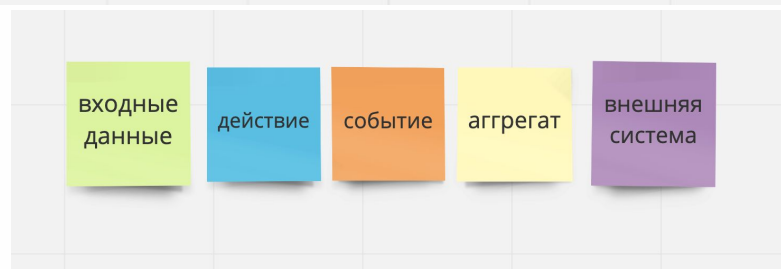 входные
данные
действие
событие
аггрегат
внешняя
система